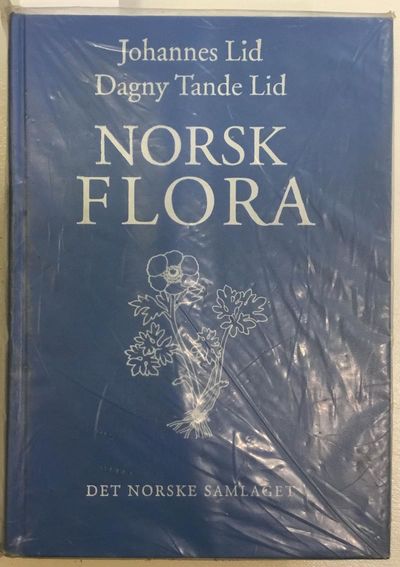 Johannes Lid
Dagny Tande Lid
NORSK
FLORA
DET NORSKE SAMLAGET